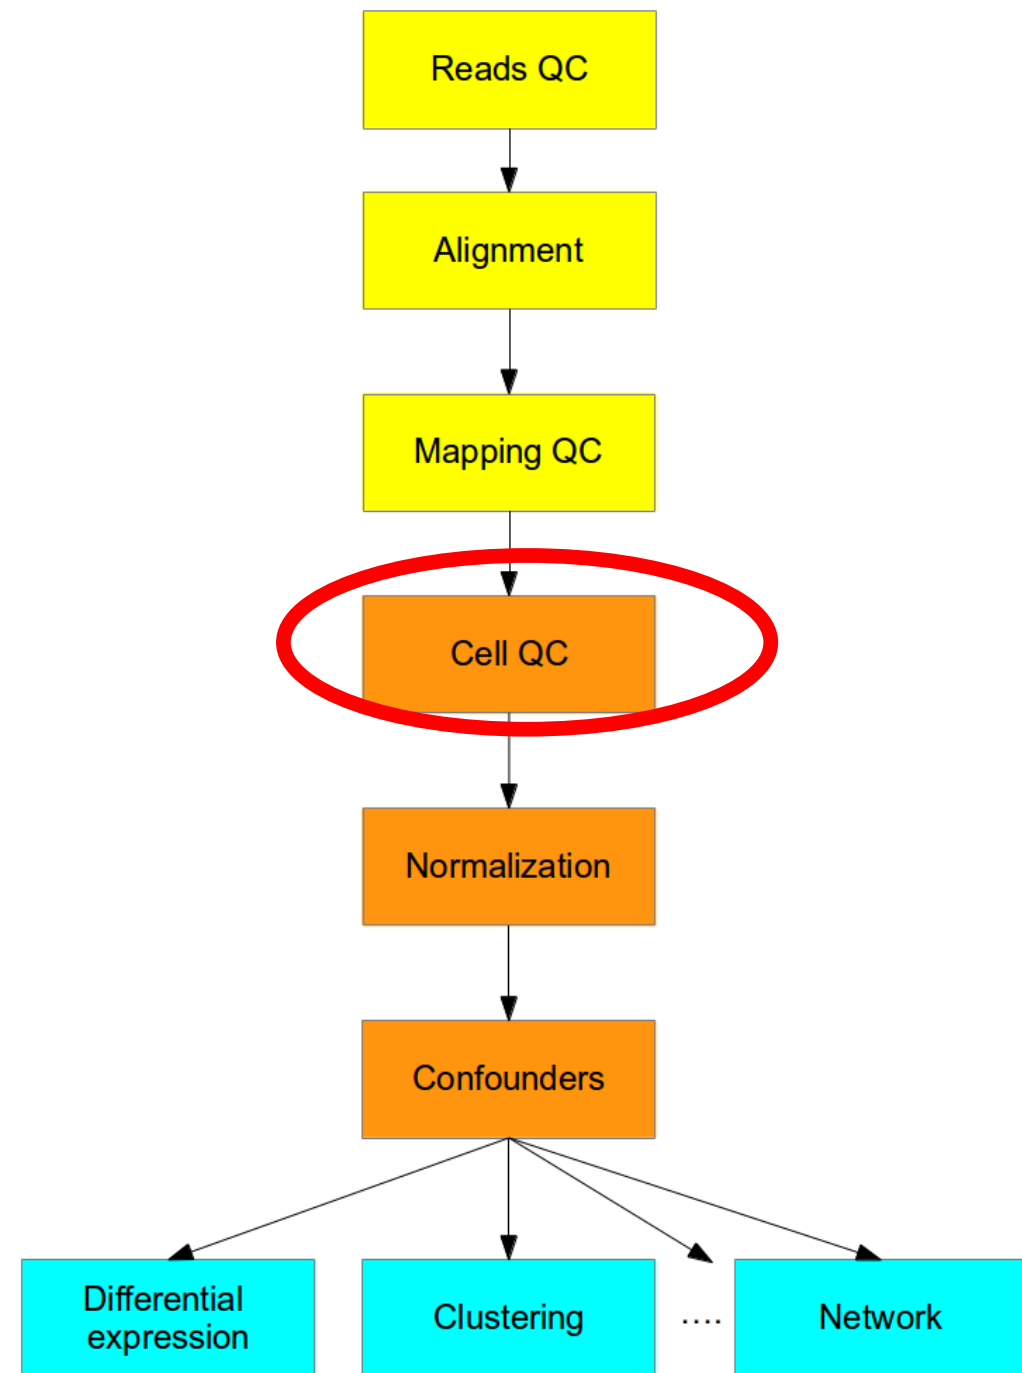 Reads QC
Alignment
Mapping QC
Cell QC
Normalization
Confounders
Differential
expression
Clustering
....
Network